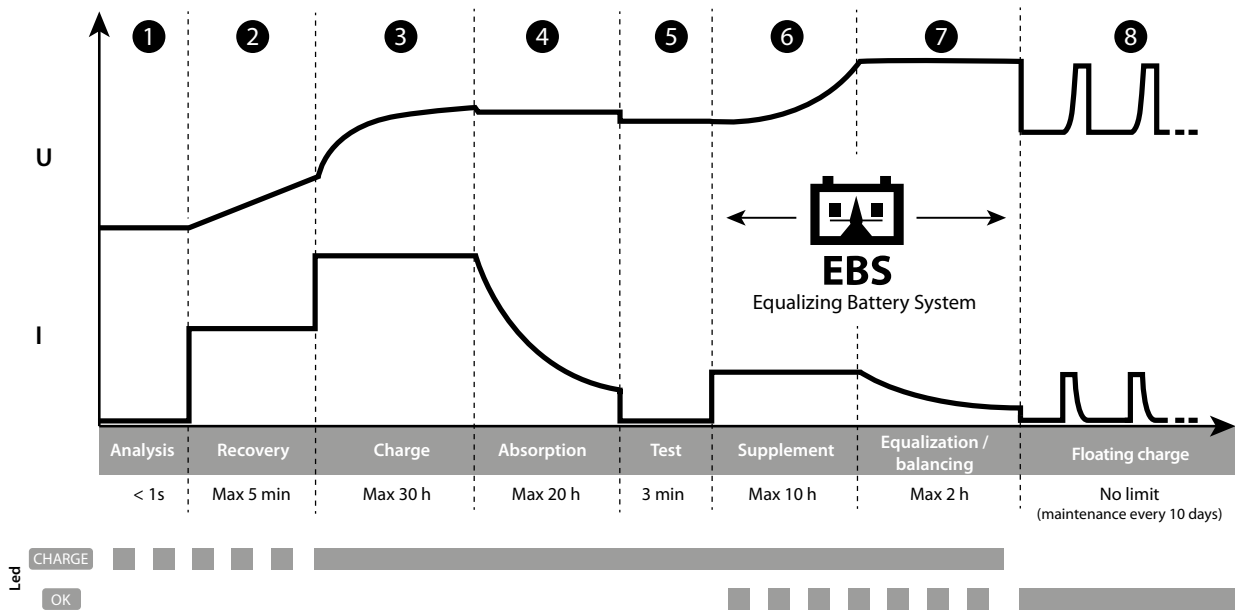 1 2 3 4 5 6 7 8
U
I
EBS
Equalizing Battery System
Analysis Recovery Charge Absorption Test Supplement Equalization /
balancing Floating charge
< 1s Max 5 min Max 30 h Max 20 h 3 min Max 10 h Max 2 h No limit
(maintenance every 10 days)
Led
CHARGE
OK